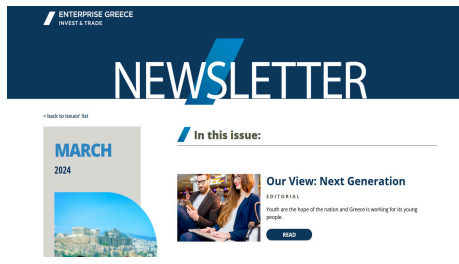 ENTERPRISE GREECE
INVEST & TRADE
NEWSLETTER
< back to issues' list
MARCH
2024
In this issue:
Our View: Next Generation
EDITORIAL
Youth are the hope of the nation and Greece is working for its young
people.
READ